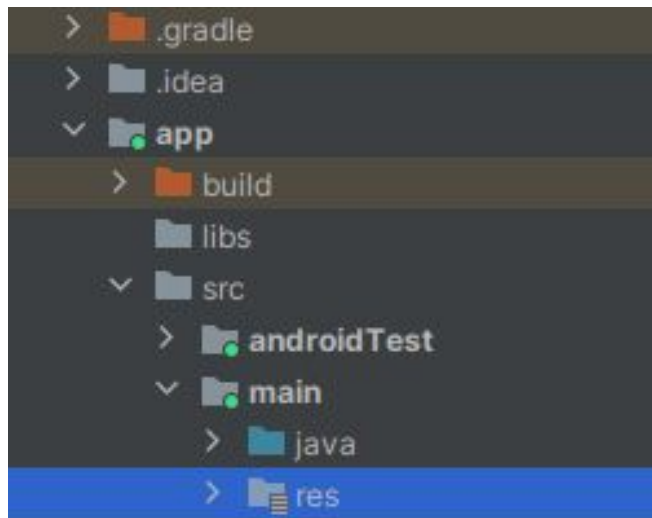 .gradle
.idea
app
build
libs
src
androidTest
main
java
res